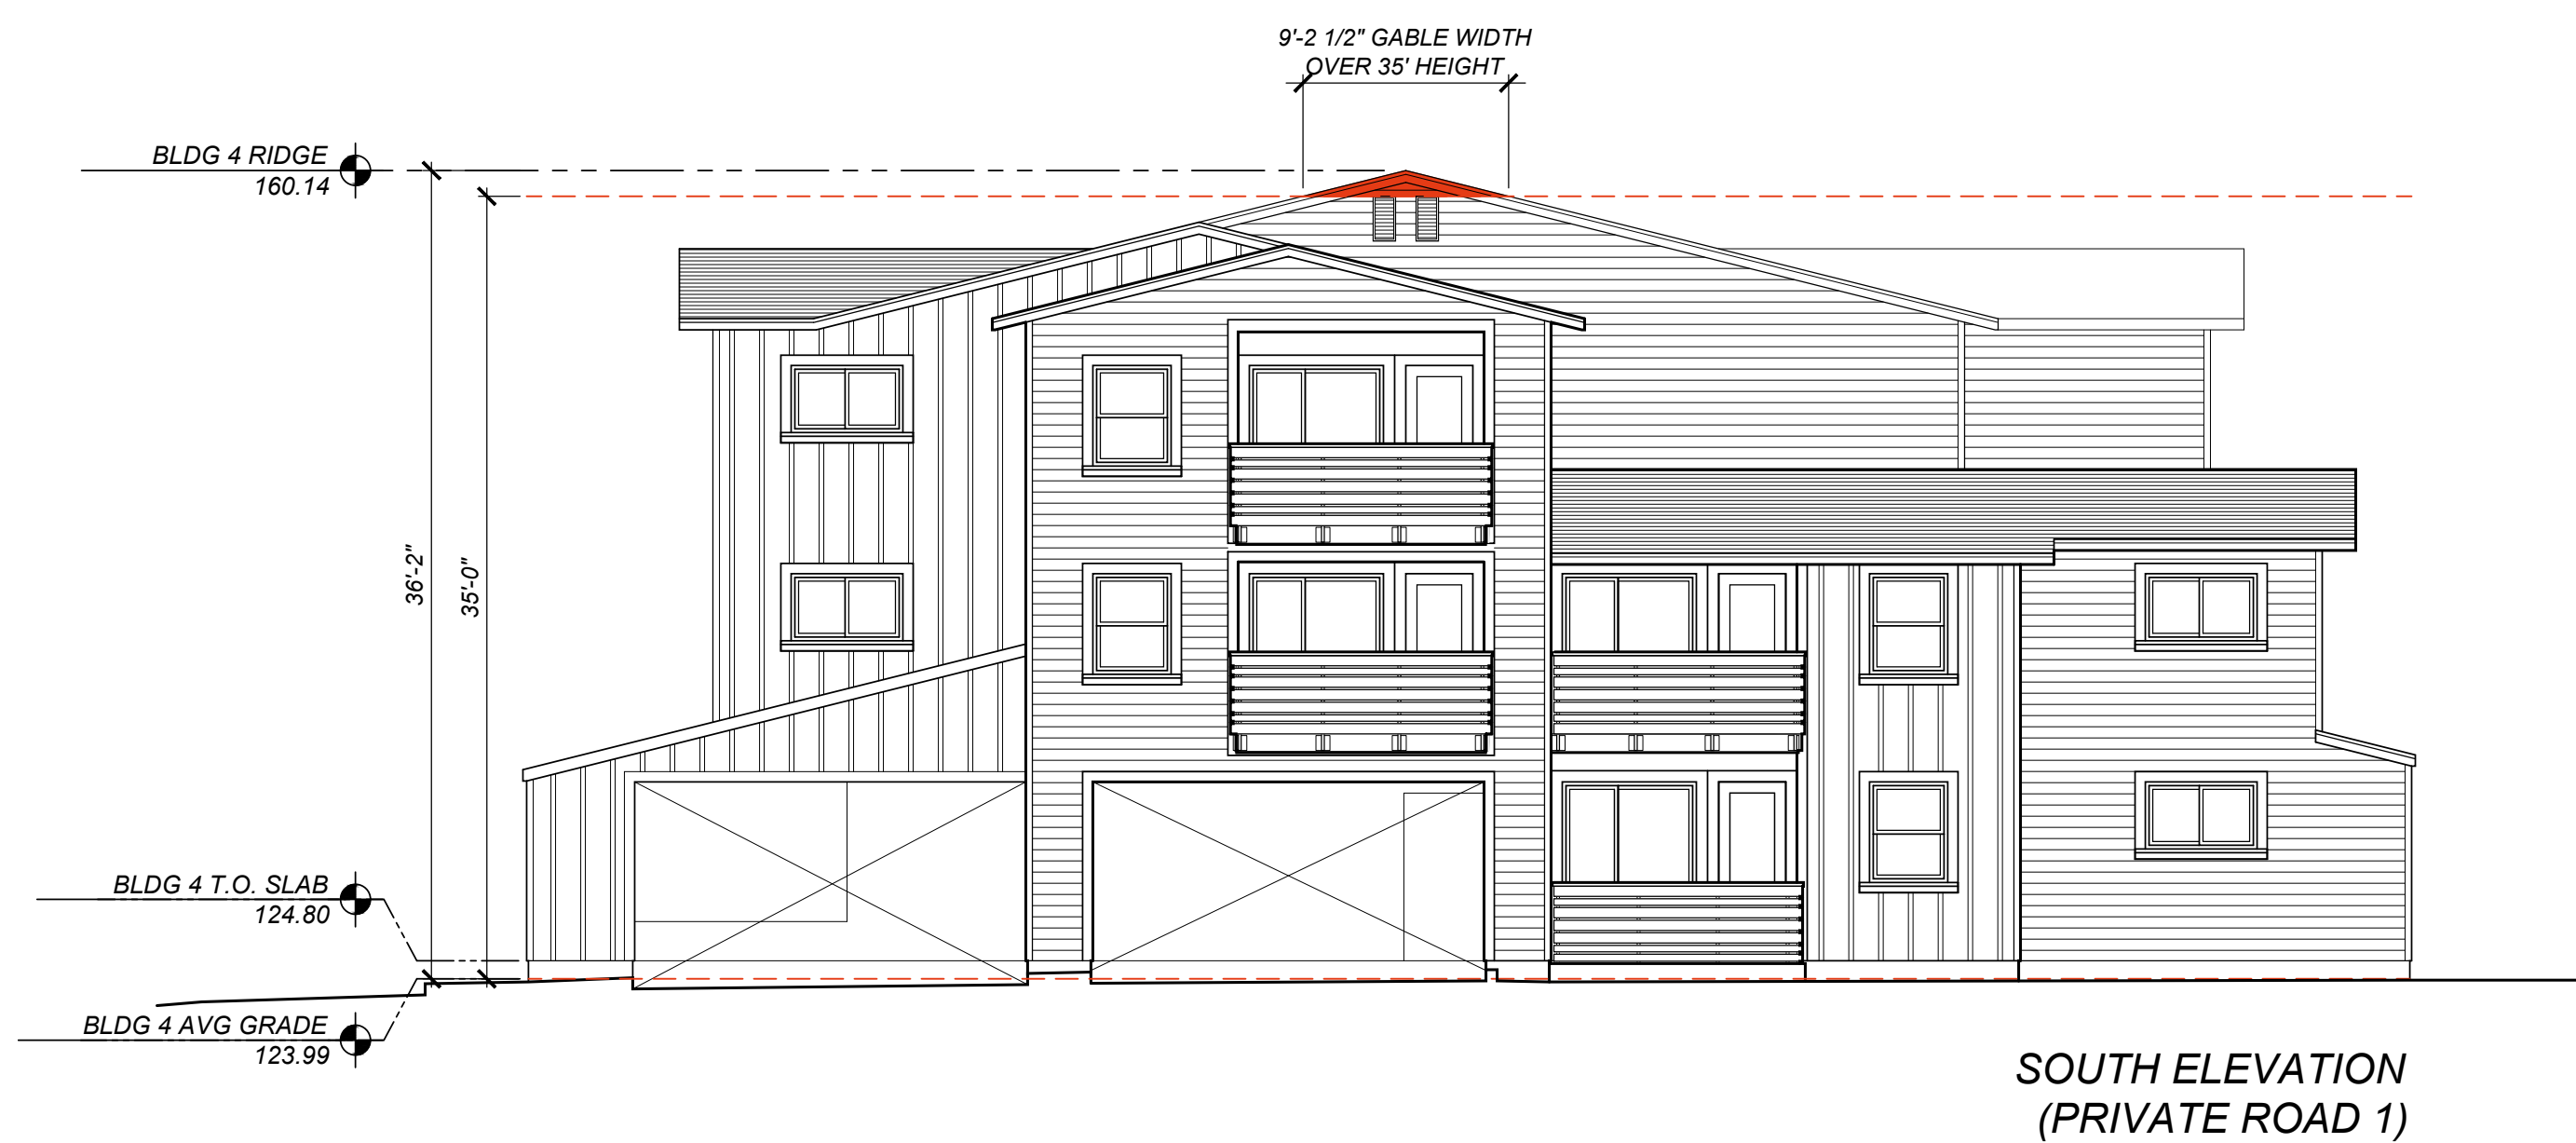 9'-2 1/2" GABLE WIDTH
OVER 35' HEIGHT
BLDG 4 RIDGE
160.14
36'-2"
35'-0"
BLDG 4 T.O. SLAB
124.80
BLDG 4 AVG GRADE
123.99
SOUTH ELEVATION
(PRIVATE ROAD 1)